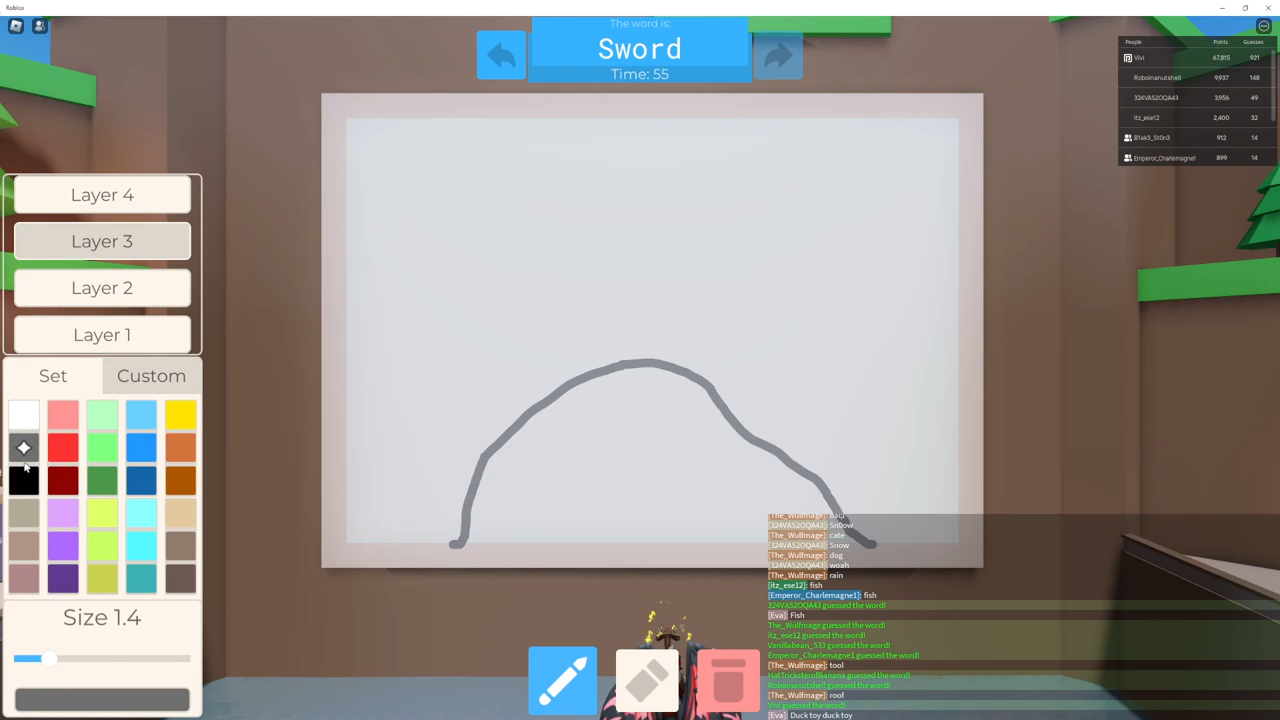 Roblox
The word is:
Sword
Time: 55
People Points Guesses
Vivi 67,815 921
Roboinanutshell 9,937 148
324VAS2OQA43 3,956 49
itz_ese12 2,400 32
B1ak3_St0n3 912 14
Emperor_Charlemagne1 899 14
Layer 4
Layer 3
Layer 2
Layer 1
Set Custom
Size 1.4
[324VAS2OQA43]: Sn0ow
[The_Wulfmage]: cate
[324VAS2OQA43]: Snow
[The_Wulfmage]: dog
[324VAS2OQA43]: woah
[The_Wulfmage]: rain
[itz_ese12]: fish
[Emperor_Charlemagne1]: fish
324VAS2OQA43 guessed the word!
[Eva]: Fish
The_Wulfmage guessed the word!
itz_ese12 guessed the word!
Vanillabean_533 guessed the word!
Emperor_Charlemagne1 guessed the word!
[The_Wulfmage]: tool
HatTricksterofBanana guessed the word!
Roboinanutshell guessed the word!
[The_Wulfmage]: roof
Vivi guessed the word!
[Eva]: Duck toy duck toy